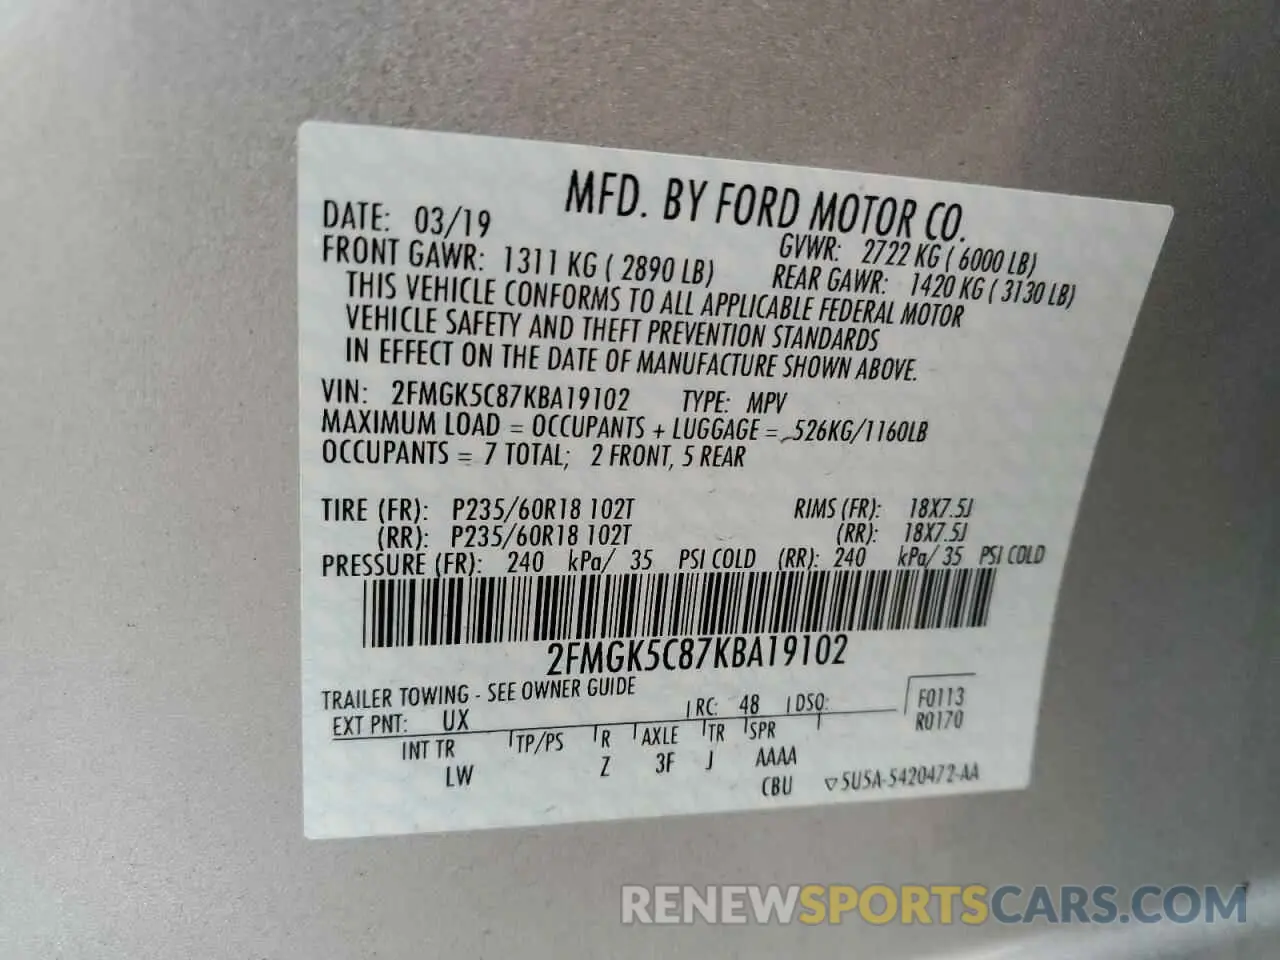 MFD. BY FORD MOTOR CO.
DATE: 03/19 GVWR: 2722 KG ( 6000 LB)
FRONT GAWR: 1311 KG ( 2890 LB) REAR GAWR: 1420 KG ( 3130 LB)
THIS VEHICLE CONFORMS TO ALL APPLICABLE FEDERAL MOTOR
VEHICLE SAFETY AND THEFT PREVENTION STANDARDS
IN EFFECT ON THE DATE OF MANUFACTURE SHOWN ABOVE.
VIN: 2FMGK5C87KBA19102 TYPE: MPV
MAXIMUM LOAD = OCCUPANTS + LUGGAGE = 526KG/1160LB
OCCUPANTS = 7 TOTAL; 2 FRONT, 5 REAR
TIRE (FR): P235/60R18 102T RIMS (FR): 18X7.5J
(RR): P235/60R18 102T (RR): 18X7.5J
PRESSURE (FR): 240 kPa/ 35 PSI COLD (RR): 240 kPa/ 35 PSI COLD
2FMGK5C87KBA19102
TRAILER TOWING - SEE OWNER GUIDE
EXT PNT: UX RC: 48 DSO: F0113
R0170
INT TR TP/PS R AXLE TR SPR
LW Z 3F J AAAA
CBU ▽5U5A-5420472-AA
RENEWSPORTSCARS.COM